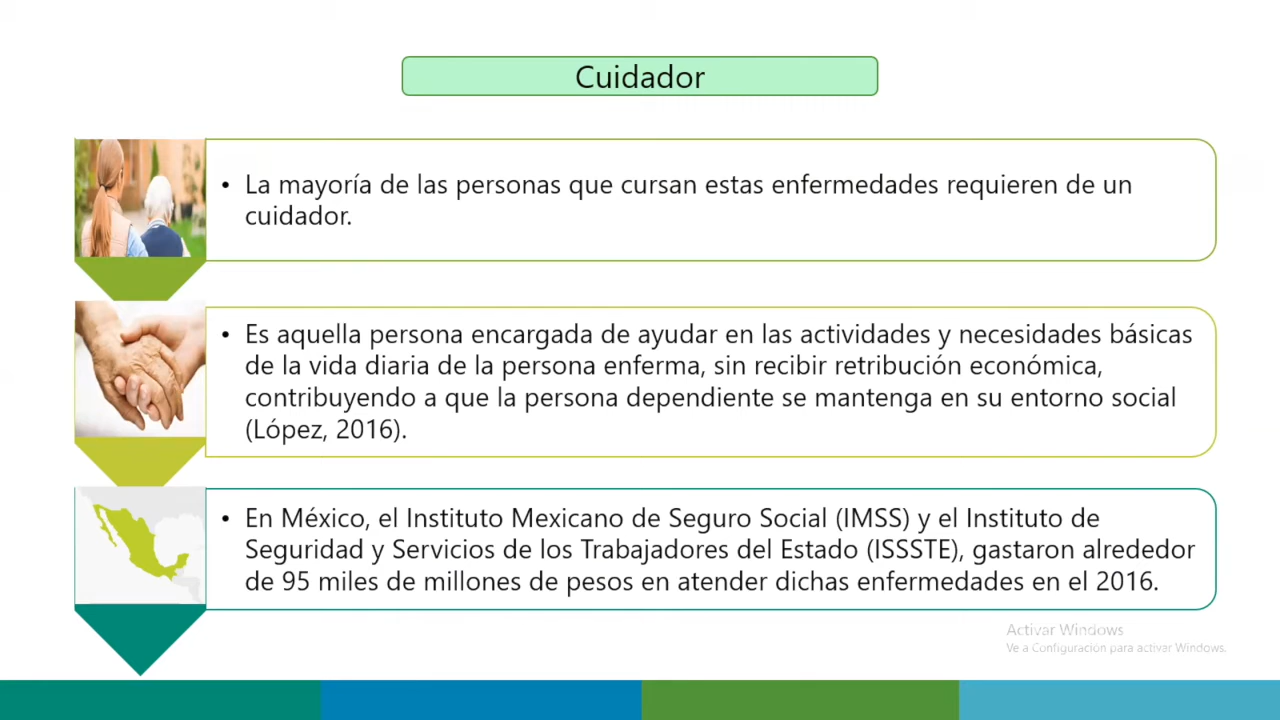 Cuidador
• La mayoría de las personas que cursan estas enfermedades requieren de un
cuidador.
• Es aquella persona encargada de ayudar en las actividades y necesidades básicas
de la vida diaria de la persona enferma, sin recibir retribución económica,
contribuyendo a que la persona dependiente se mantenga en su entorno social
(López, 2016).
• En México, el Instituto Mexicano de Seguro Social (IMSS) y el Instituto de
Seguridad y Servicios de los Trabajadores del Estado (ISSSTE), gastaron alrededor
de 95 miles de millones de pesos en atender dichas enfermedades en el 2016.
Activar Windows
Ve a Configuración para activar Windows.